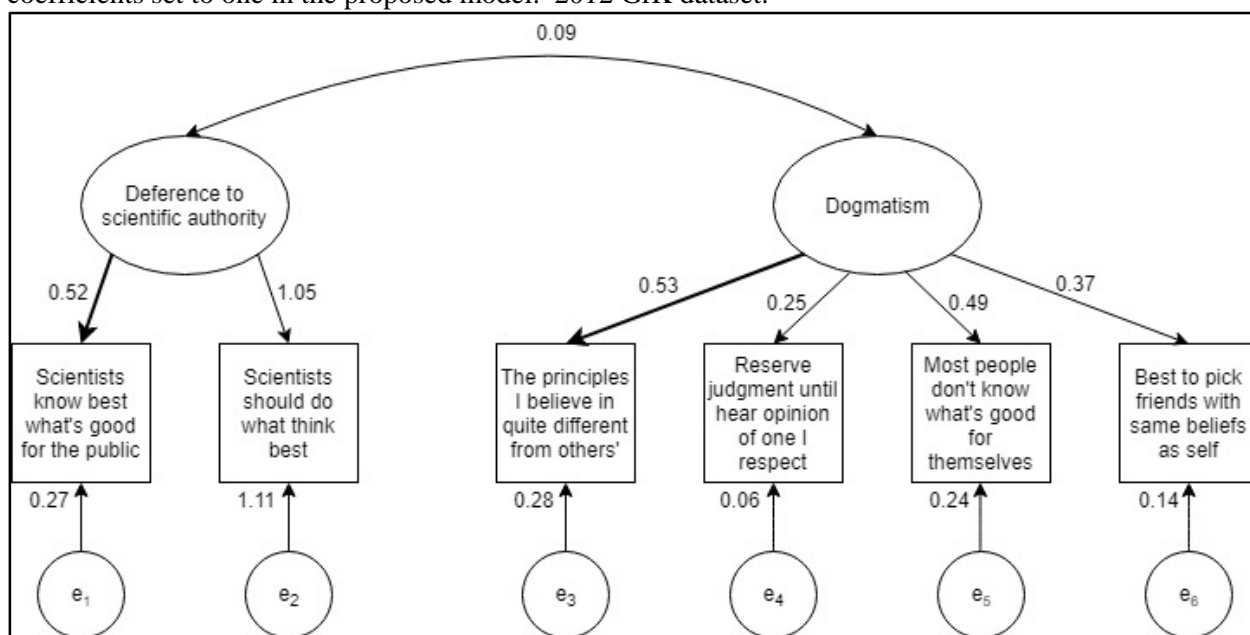 coefficients set to one in the proposed model. 2012 GfK dataset.
0.09
Deference to
scientific authority
Dogmatism
0.52
1.05
0.53
0.25
0.49
0.37
Scientists
know best
what's good
for the public
Scientists
should do
what think
best
The principles
I believe in
quite different
from others'
Reserve
judgment until
hear opinion
of one I
respect
Most people
don't know
what's good
for
themselves
Best to pick
friends with
same beliefs
as self
0.27
1.11
0.28
0.06
0.24
0.14
e1
e2
e3
e4
e5
e6